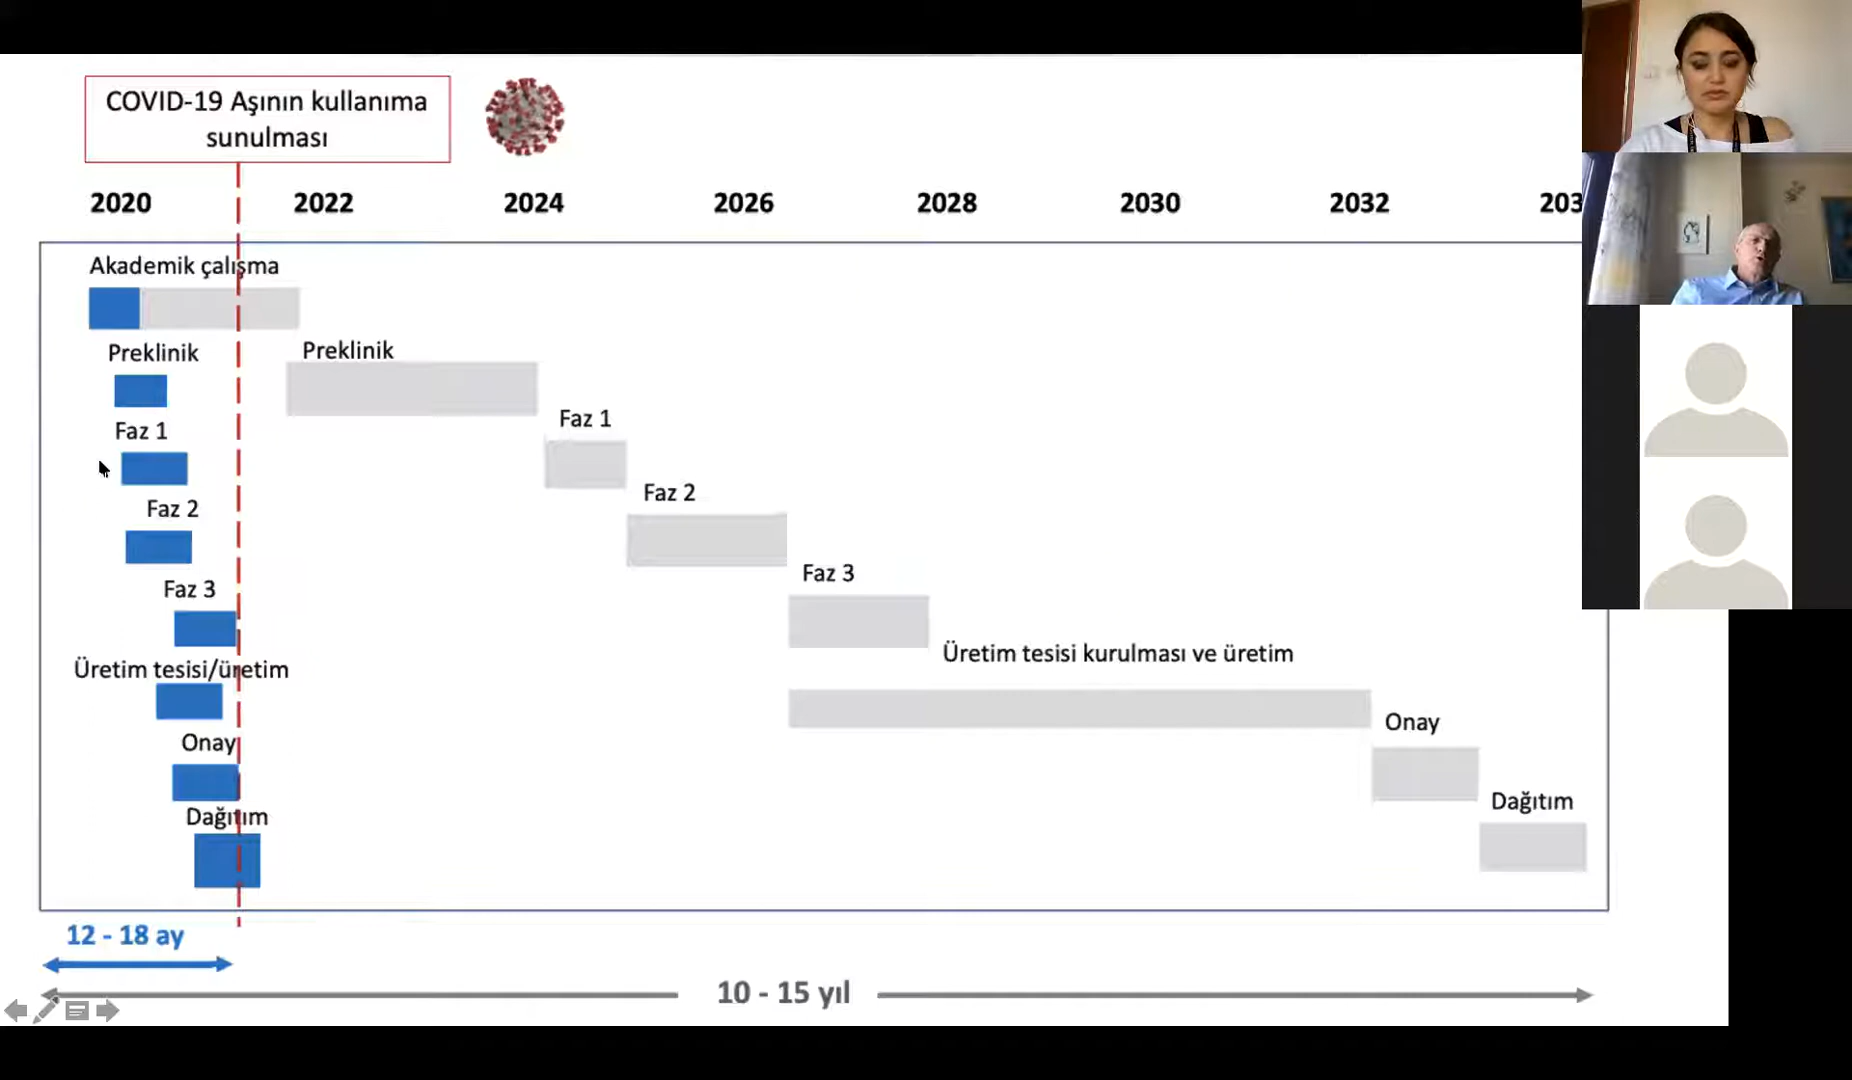 COVID-19 Aşının kullanıma
sunulması
2020 2022 2024 2026 2028 2030 2032 203
Akademik çalışma
Preklinik Preklinik
Faz 1 Faz 1
Faz 2 Faz 2
Faz 3 Faz 3
Üretim tesisi/üretim Üretim tesisi kurulması ve üretim
Onay Onay
Dağıtım Dağıtım
12 - 18 ay
10 - 15 yıl